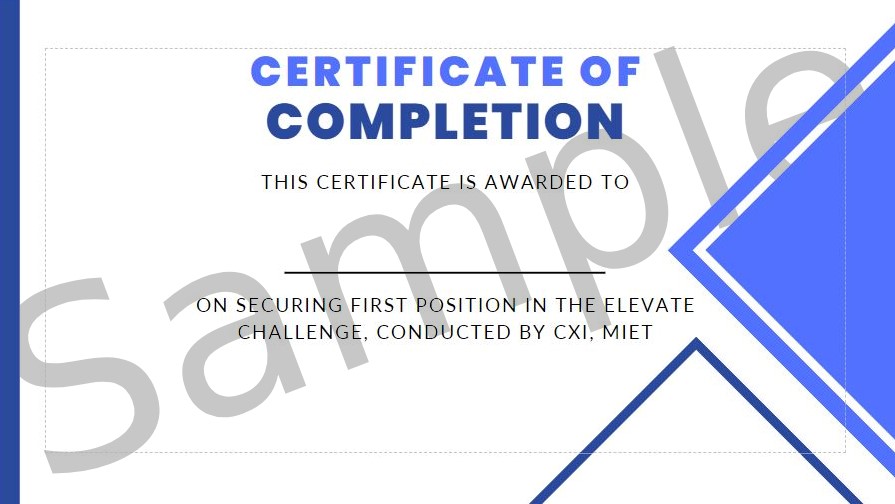 CERTIFICATE OF
COMPLETION
THIS CERTIFICATE IS AWARDED TO
ON SECURING FIRST POSITION IN THE ELEVATE
CHALLENGE, CONDUCTED BY CXI, MIET
Sample